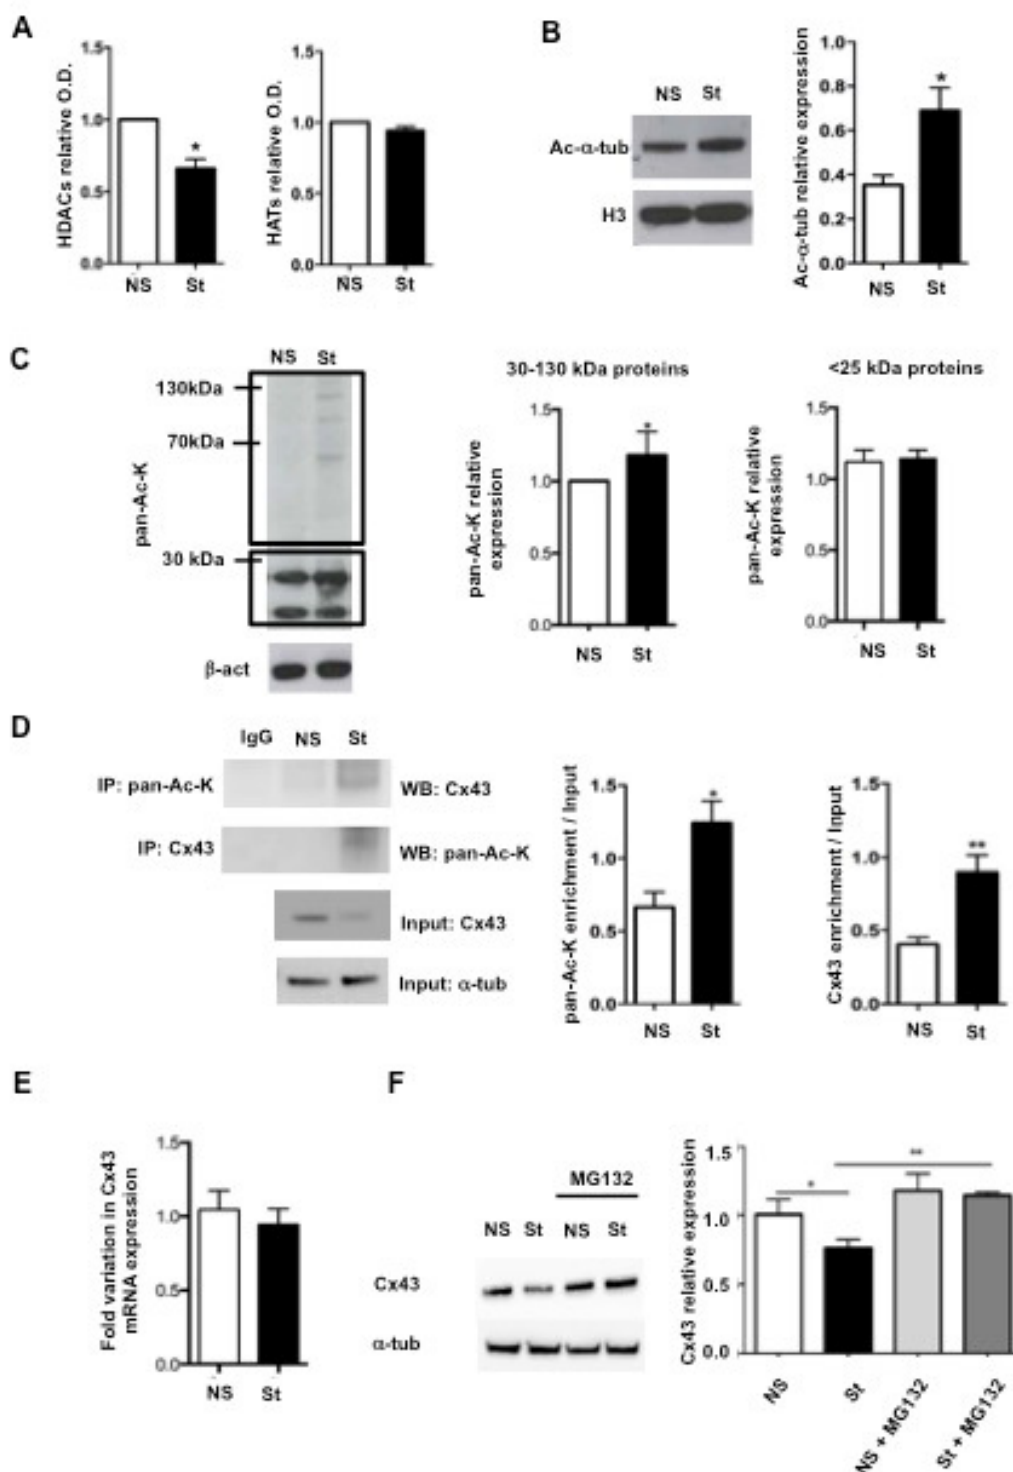 A
HDACs relative O.D.
1.5
1.0
0.5
0.0
*
NS St
HATs relative O.D.
1.5
1.0
0.5
0.0
NS St
B
NS St
Ac-α-tub
H3
Ac-α-tub relative expression
1.0
0.8
0.6
0.4
0.2
0.0
*
NS St
C
NS St
pan-Ac-K
130kDa
70kDa
30 kDa
β-act
30-130 kDa proteins
pan-Ac-K relative
expression
1.5
1.0
0.5
0.0
*
NS St
<25 kDa proteins
pan-Ac-K relative
expression
1.5
1.0
0.5
0.0
NS St
D
IgG NS St
IP: pan-Ac-K WB: Cx43
IP: Cx43 WB: pan-Ac-K
Input: Cx43
Input: α-tub
pan-Ac-K enrichment / Input
1.5
1.0
0.5
0.0
*
NS St
Cx43 enrichment / Input
1.5
1.0
0.5
0.0
**
NS St
E
Fold variation in Cx43
mRNA expression
1.5
1.0
0.5
0.0
NS St
F
MG132
NS St NS St
Cx43
α-tub
Cx43 relative expression
1.5
1.0
0.5
0.0
*
**
NS
St
NS + MG132
St + MG132